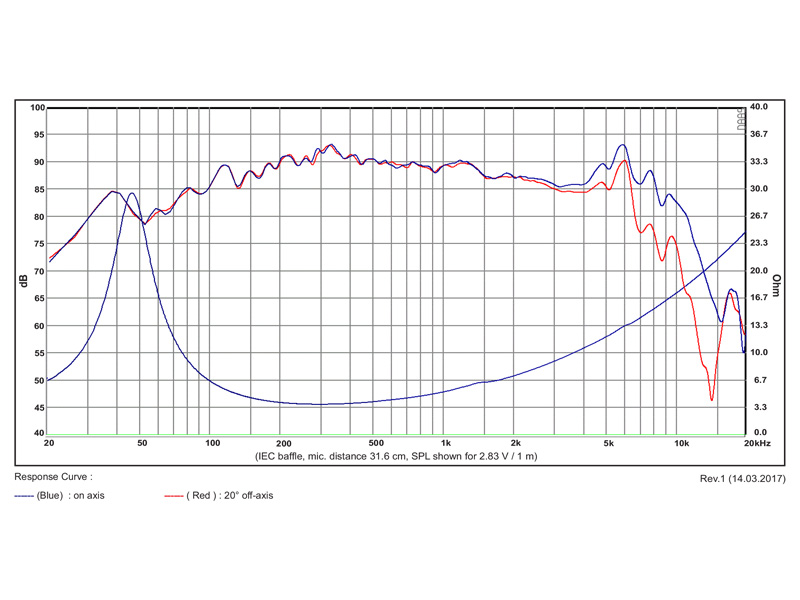 100 95 90 85 80 75 70 65 60 55 50 45 40
dB
40.0 36.7 33.3 30.0 26.7 23.3 20.0 16.7 13.3 10.0 6.7 3.3 0.0
Ohm
20 50 100 200 500 1k 2k 5k 10k 20kHz
(IEC baffle, mic. distance 31.6 cm, SPL shown for 2.83 V / 1 m)
Response Curve :
Rev.1 (14.03.2017)
(Blue) : on axis ( Red ) : 20° off-axis